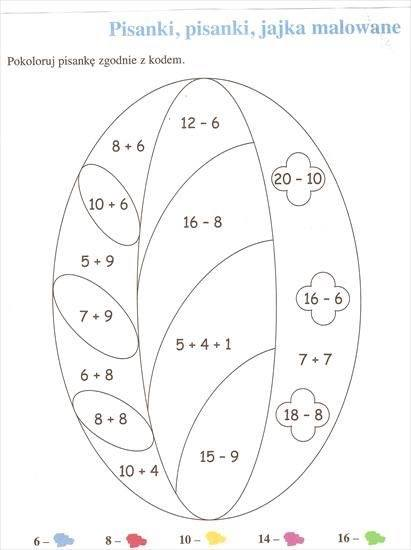 Pisanki, pisanki, jajka malowane
Pokoloruj pisankę zgodnie z kodem.
12 – 6
8 + 6
20 – 10
10 + 6
16 – 8
5 + 9
16 – 6
7 + 9
5 + 4 + 1
7 + 7
6 + 8
18 – 8
8 + 8
15 – 9
10 + 4
6 – 8 – 10 – 14 – 16 –